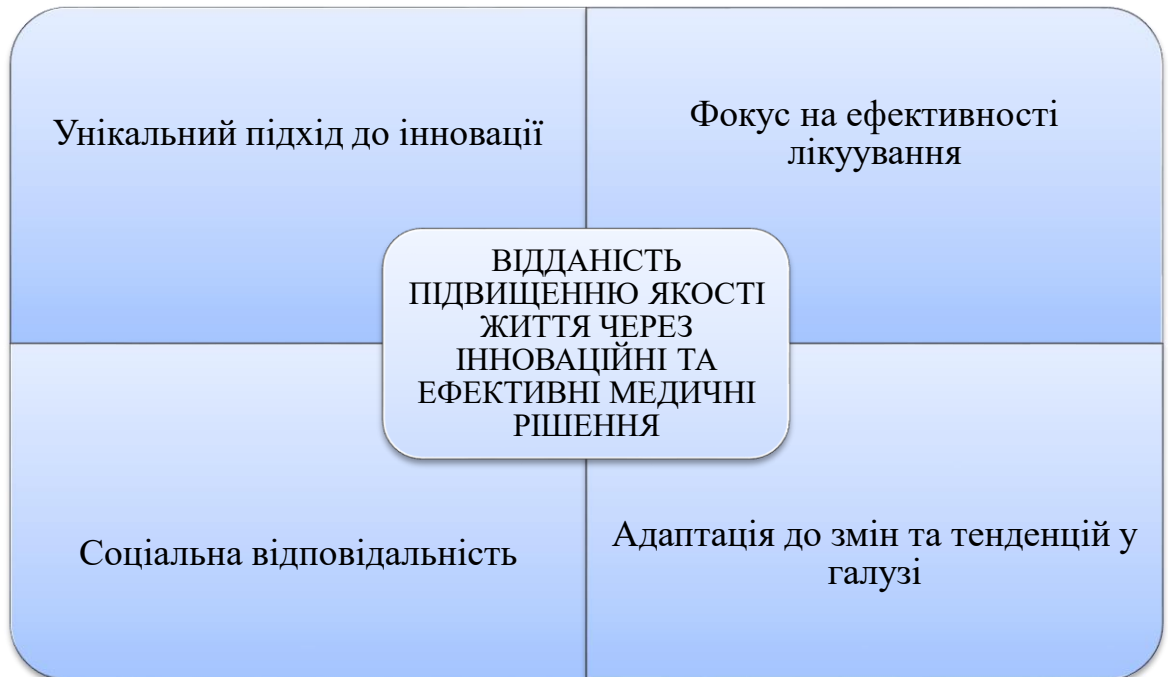 Унікальний підхід до інновації
Фокус на ефективності
лікуування
ВІДДАНІСТЬ
ПІДВИЩЕННЮ ЯКОСТІ
ЖИТТЯ ЧЕРЕЗ
ІННОВАЦІЙНІ ТА
ЕФЕКТИВНІ МЕДИЧНІ
РІШЕННЯ
Соціальна відповідальність
Адаптація до змін та тенденцій у
галузі